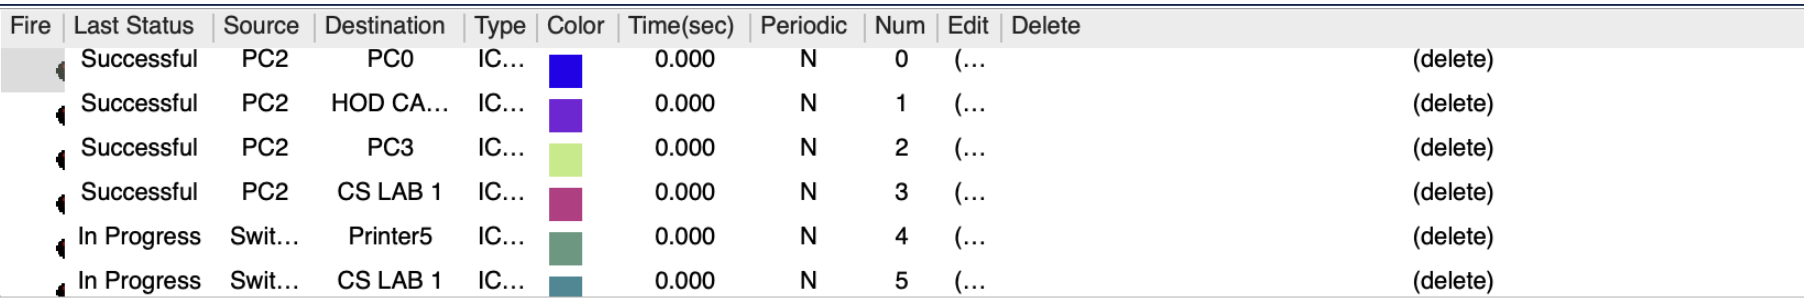 Fire Last Status Source Destination Type Color Time(sec) Periodic Num Edit Delete
Successful PC2 PC0 IC... 0.000 N 0 (... (delete)
Successful PC2 HOD CA... IC... 0.000 N 1 (... (delete)
Successful PC2 PC3 IC... 0.000 N 2 (... (delete)
Successful PC2 CS LAB 1 IC... 0.000 N 3 (... (delete)
In Progress Swit... Printer5 IC... 0.000 N 4 (... (delete)
In Progress Swit... CS LAB 1 IC... 0.000 N 5 (... (delete)